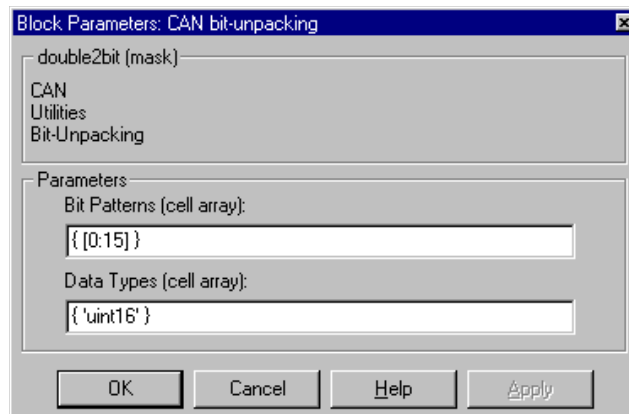 Block Parameters: CAN bit-unpacking
double2bit (mask)
CAN
Utilities
Bit-Unpacking
Parameters
Bit Patterns (cell array):
{ [0:15] }
Data Types (cell array):
{ 'uint16' }
OK Cancel Help Apply